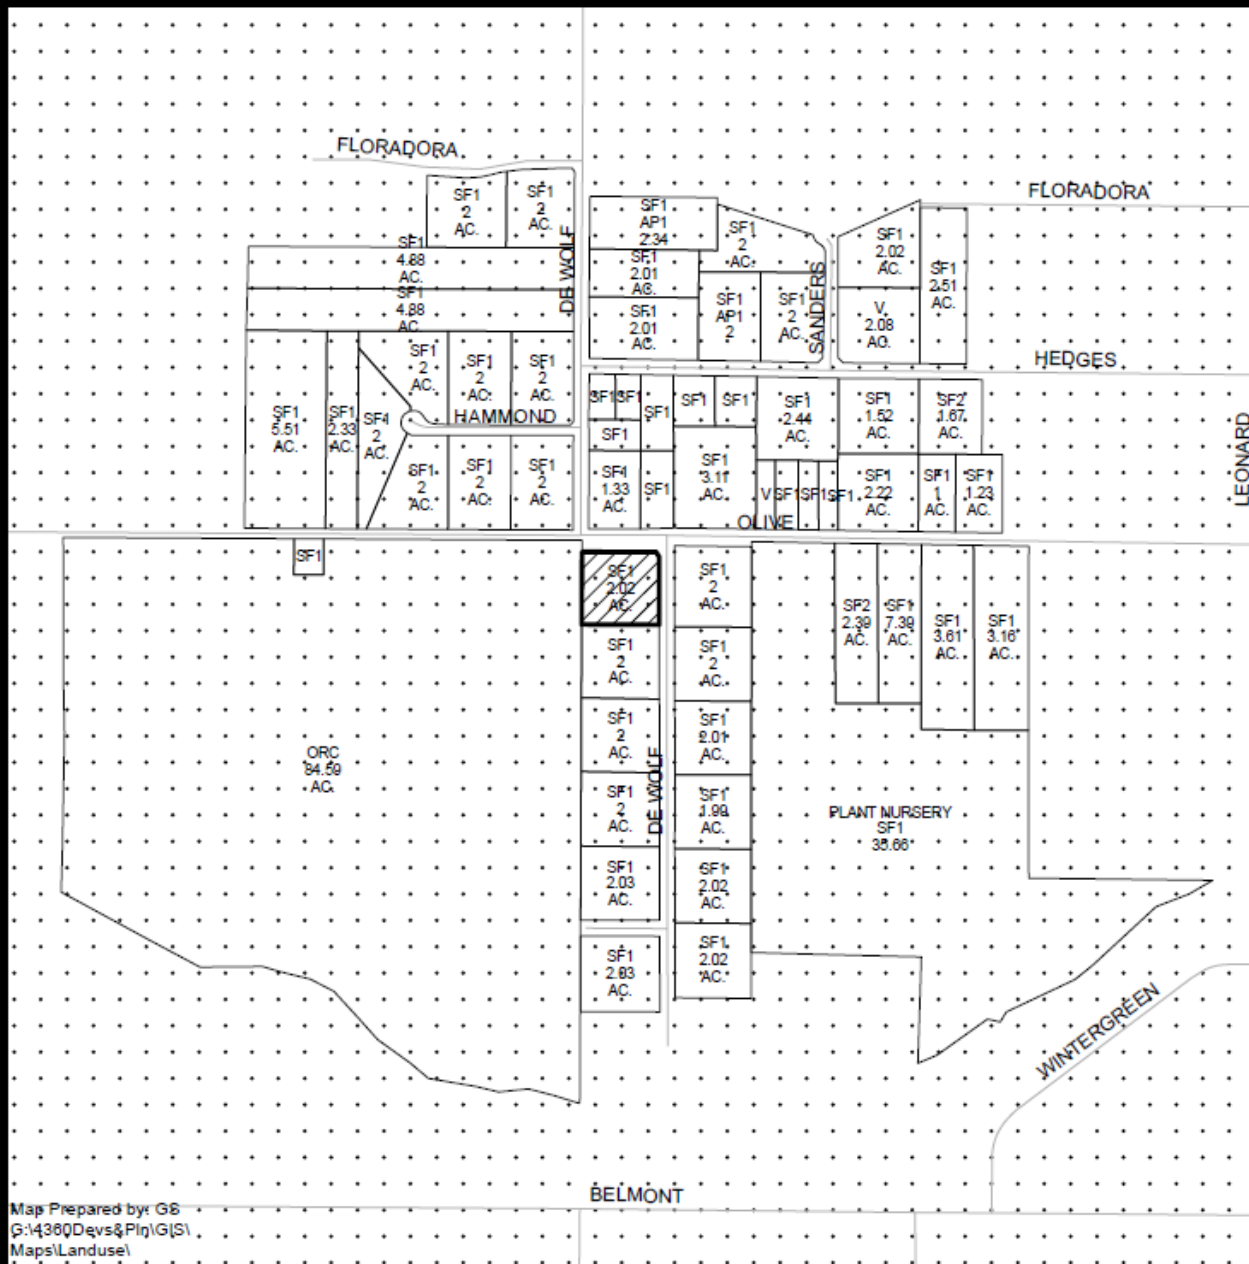 FLORADORA
FLORADORA
SF1
2
AC.
SF1
2
AC.
SF1
AP1
2.34
SF1
2
AC.
SF1
2.02
AC.
SF1
2.51
AC.
SF1
4.88
AC.
DE WOLF
SF1
2.01
AC.
SF1
4.88
AC.
SF1
2.01
AC.
SF1
AP1
2
SF1
2
AC.
SANDERS
V
2.08
AC.
HEDGES
SF1
5.51
AC.
SF1
2.33
AC.
SF4
2
AC.
SF1
2
AC.
SF1
2
AC.
SF1
2
AC.
HAMMOND
SF1
2
AC.
SF1
2
AC.
SF1
2
AC.
SF1
SF1
SF1
SF1
SF1
SF1
2.44
AC.
SF1
1.52
AC.
SF2
1.67
AC.
LEONARD
SF1
SF4
1.33
AC.
SF1
SF1
3.11
AC.
V
SF1
SF1
SF1
SF1
2.22
AC.
SF1
1
AC.
SF1
1.23
AC.
OLIVE
SF1
SF1
2.02
AC.
SF1
2
AC.
SF2
2.39
AC.
SF1
7.39
AC.
SF1
3.61
AC.
SF1
3.16
AC.
SF1
2
AC.
SF1
2
AC.
SF1
2
AC.
SF1
2.01
AC.
ORC
84.59
AC.
DE WOLF
SF1
2
AC.
SF1
1.99
AC.
PLANT NURSERY
SF1
35.66
SF1
2.03
AC.
SF1
2.02
AC.
SF1
2.03
AC.
SF1
2.02
AC.
WINTERGREEN
BELMONT
Map Prepared by: GS
G:\4360Devs&Pln\GIS\
Maps\Landuse\